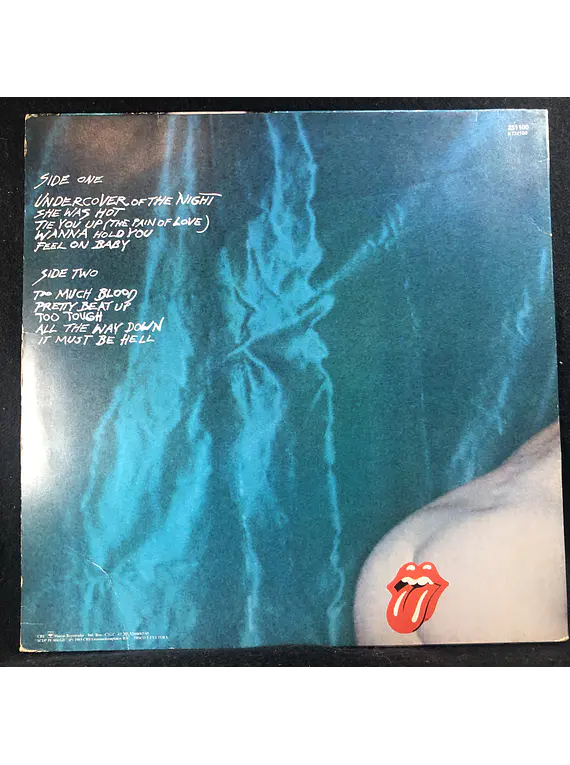 SIDE ONE
UNDERCOVER OF THE NIGHT
SHE WAS HOT
TIE YOU UP (THE PAIN OF LOVE)
WANNA HOLD YOU
FEEL ON BABY
SIDE TWO
TOO MUCH BLOOD
PRETTY BEAT UP
TOO TOUGH
ALL THE WAY DOWN
IT MUST BE HELL
CBS